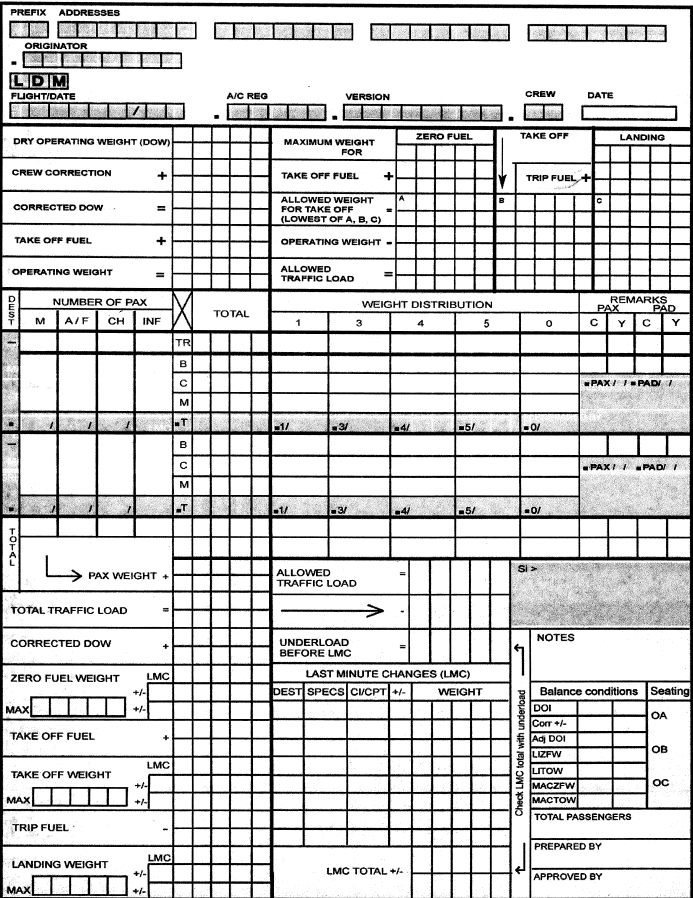 PREFIX ADDRESSES
ORIGINATOR
LDM
FLIGHT/DATE A/C REG VERSION CREW DATE
/
DRY OPERATING WEIGHT (DOW)
CREW CORRECTION +
CORRECTED DOW =
TAKE OFF FUEL +
OPERATING WEIGHT =
MAXIMUM WEIGHT FOR ZERO FUEL TAKE OFF LANDING
TAKE OFF FUEL + TRIP FUEL +
ALLOWED WEIGHT
FOR TAKE OFF =
(LOWEST OF A, B, C)
A B C
OPERATING WEIGHT -
ALLOWED
TRAFFIC LOAD =
DEST NUMBER OF PAX TOTAL WEIGHT DISTRIBUTION REMARKS
PAX PAD
M A/F CH INF 1 3 4 5 0 C Y C Y
– TR
B
C PAX / / PAD/ /
M
. / / / / .T .1/ .3/ .4/ .5/ .0/
– B
C PAX / / PAD/ /
M
. / / / / .T .1/ .3/ .4/ .5/ .0/
TOTAL
PAX WEIGHT +
TOTAL TRAFFIC LOAD =
CORRECTED DOW +
ZERO FUEL WEIGHT LMC
+/-
MAX
TAKE OFF FUEL +
TAKE OFF WEIGHT LMC
+/-
MAX
TRIP FUEL -
LANDING WEIGHT LMC
+/-
MAX
ALLOWED
TRAFFIC LOAD =
-
UNDERLOAD
BEFORE LMC =
LAST MINUTE CHANGES (LMC)
DEST SPECS CI/CPT +/- WEIGHT
LMC TOTAL +/-
Check LMC total with underload
SI >
NOTES
Balance conditions Seating
DOI
Corr +/-
Adj DOI
LIZFW
LITOW
MACZFW
MACTOW
OA
OB
OC
TOTAL PASSENGERS
PREPARED BY
APPROVED BY